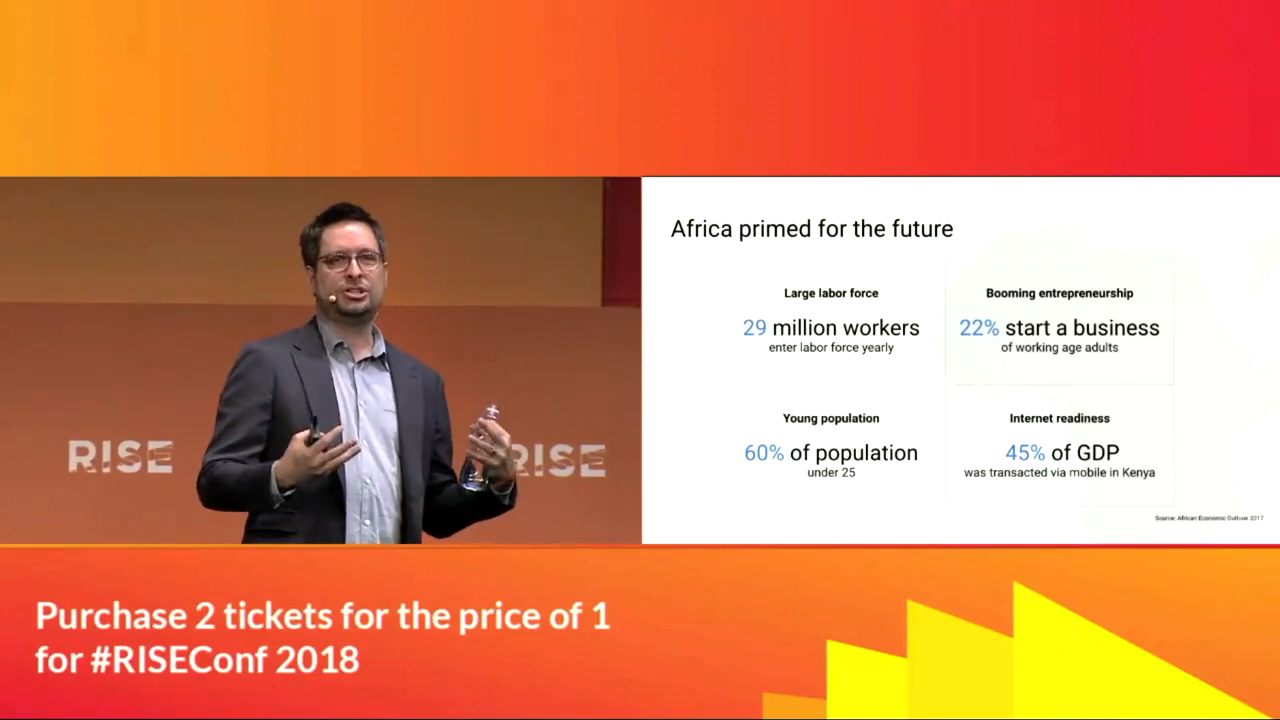 RISE
RISE
Africa primed for the future
Large labor force
29 million workers
enter labor force yearly
Booming entrepreneurship
22% start a business
of working age adults
Young population
60% of population
under 25
Internet readiness
45% of GDP
was transacted via mobile in Kenya
Source: African Economic Outlook 2017
Purchase 2 tickets for the price of 1
for #RISEConf 2018